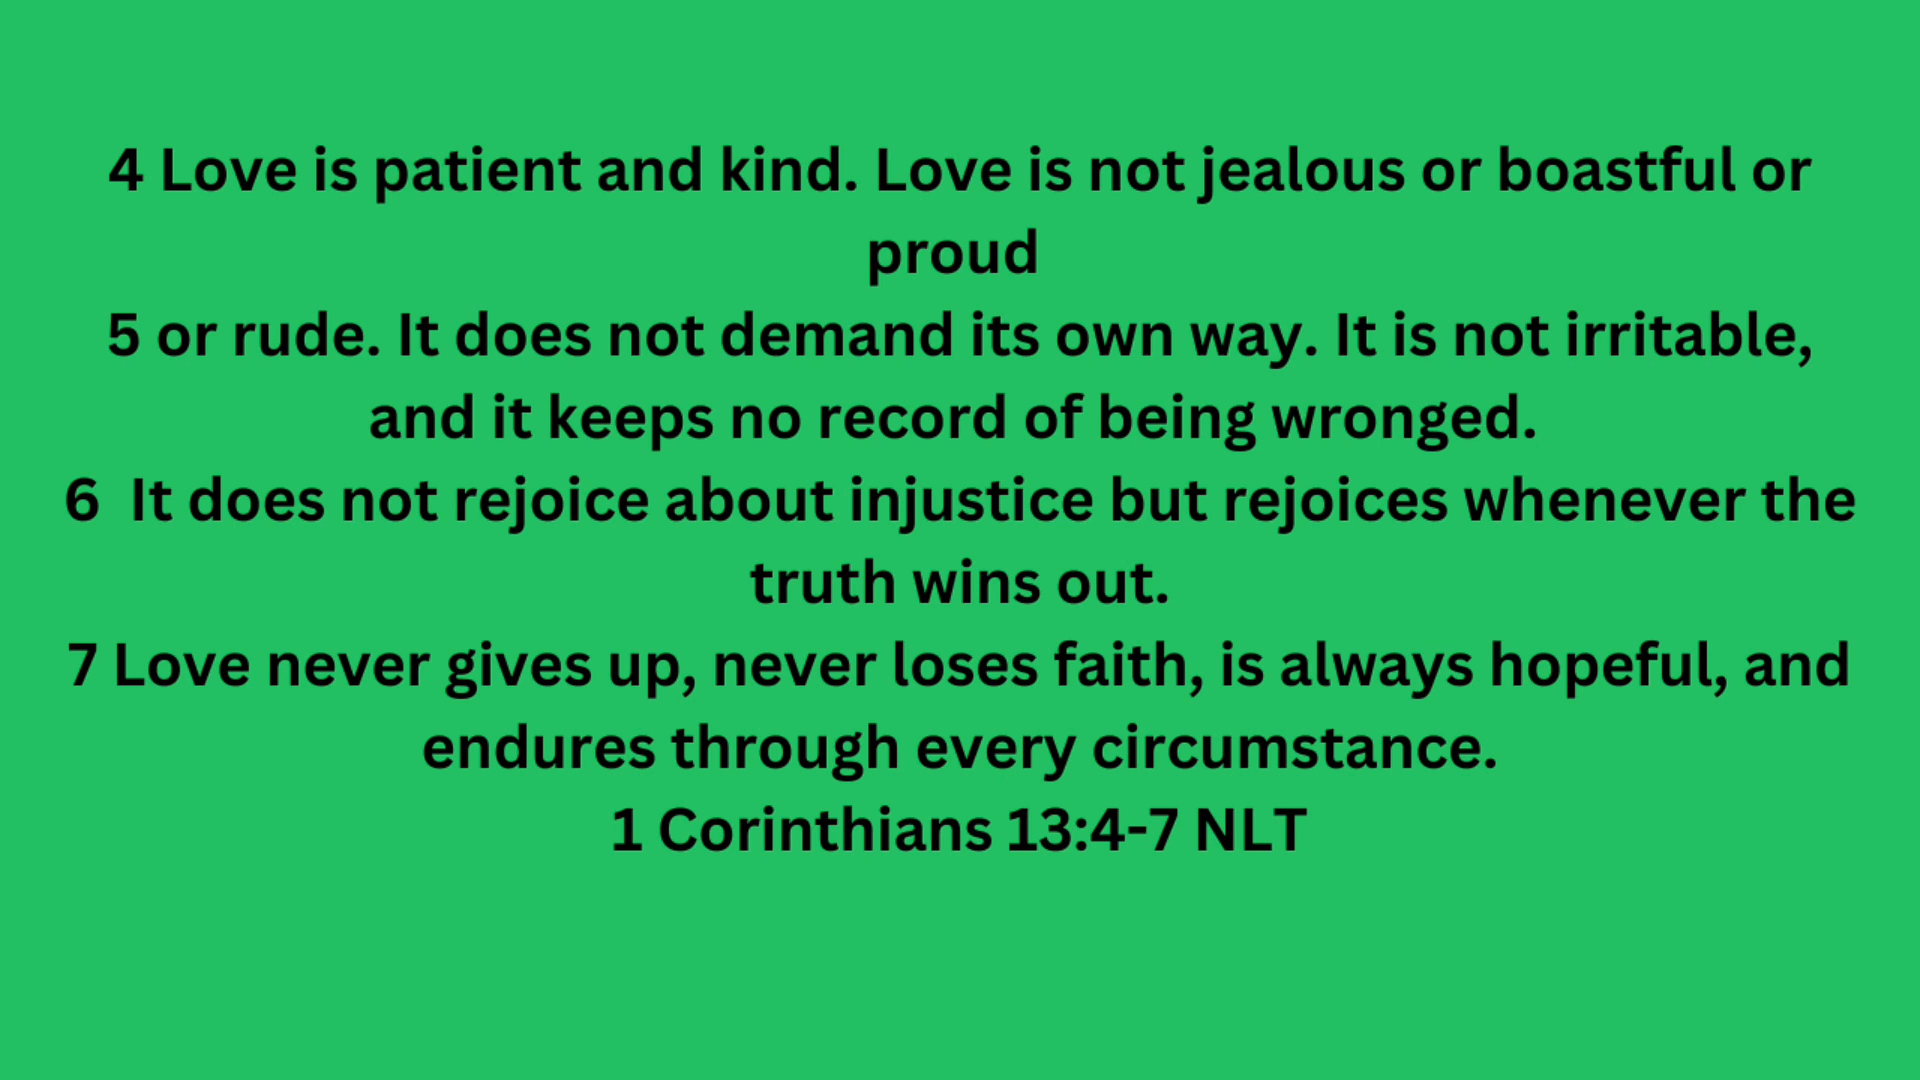 4 Love is patient and kind. Love is not jealous or boastful or
proud
5 or rude. It does not demand its own way. It is not irritable,
and it keeps no record of being wronged.
6  It does not rejoice about injustice but rejoices whenever the
truth wins out.
7 Love never gives up, never loses faith, is always hopeful, and
endures through every circumstance.
1 Corinthians 13:4-7 NLT